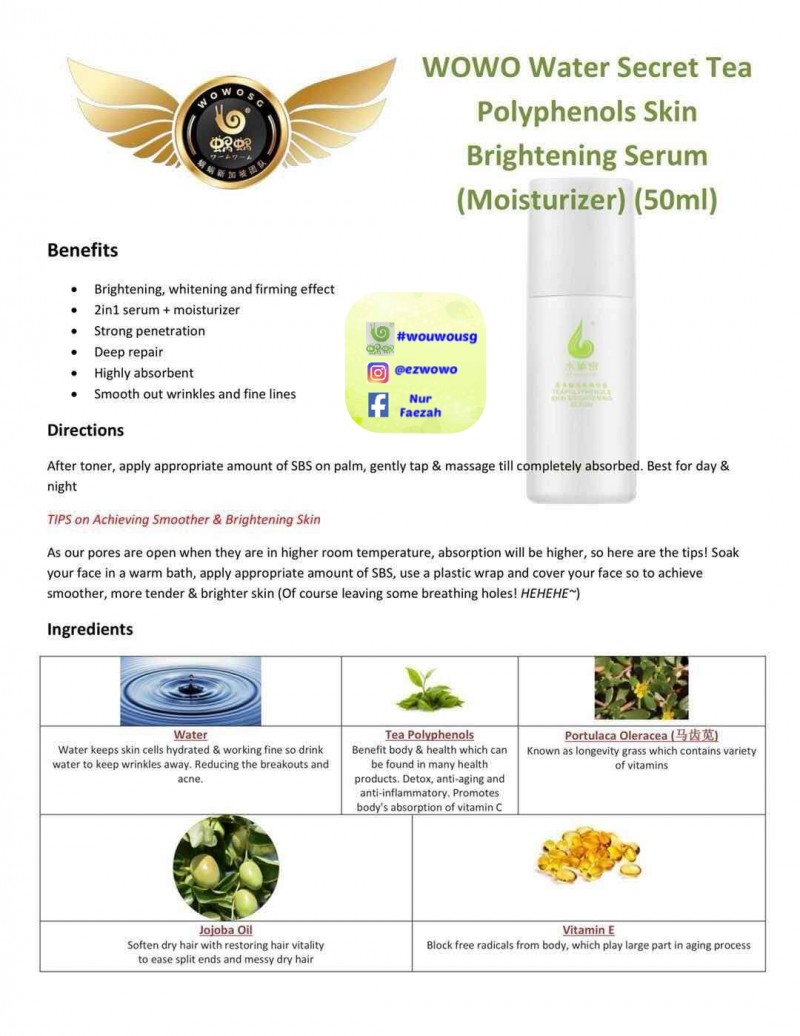 WOWOSG
蝸蝸
ワームワーム
蝸蝸新加坡团队
WOWO Water Secret Tea
Polyphenols Skin
Brightening Serum
(Moisturizer) (50ml)
Benefits
• Brightening, whitening and firming effect
• 2in1 serum + moisturizer
• Strong penetration
• Deep repair
• Highly absorbent
• Smooth out wrinkles and fine lines
#wouwousg
@ezwowo
Nur
Faezah
Directions
After toner, apply appropriate amount of SBS on palm, gently tap & massage till completely absorbed. Best for day &
night
TIPS on Achieving Smoother & Brightening Skin
As our pores are open when they are in higher room temperature, absorption will be higher, so here are the tips! Soak
your face in a warm bath, apply appropriate amount of SBS, use a plastic wrap and cover your face so to achieve
smoother, more tender & brighter skin (Of course leaving some breathing holes! HEHEHE~)
Ingredients
Water
Water keeps skin cells hydrated & working fine so drink
water to keep wrinkles away. Reducing the breakouts and
acne.
Tea Polyphenols
Benefit body & health which can
be found in many health
products. Detox, anti-aging and
anti-inflammatory. Promotes
body's absorption of vitamin C
Portulaca Oleracea (马齿苋)
Known as longevity grass which contains variety
of vitamins
Jojoba Oil
Soften dry hair with restoring hair vitality
to ease split ends and messy dry hair
Vitamin E
Block free radicals from body, which play large part in aging process